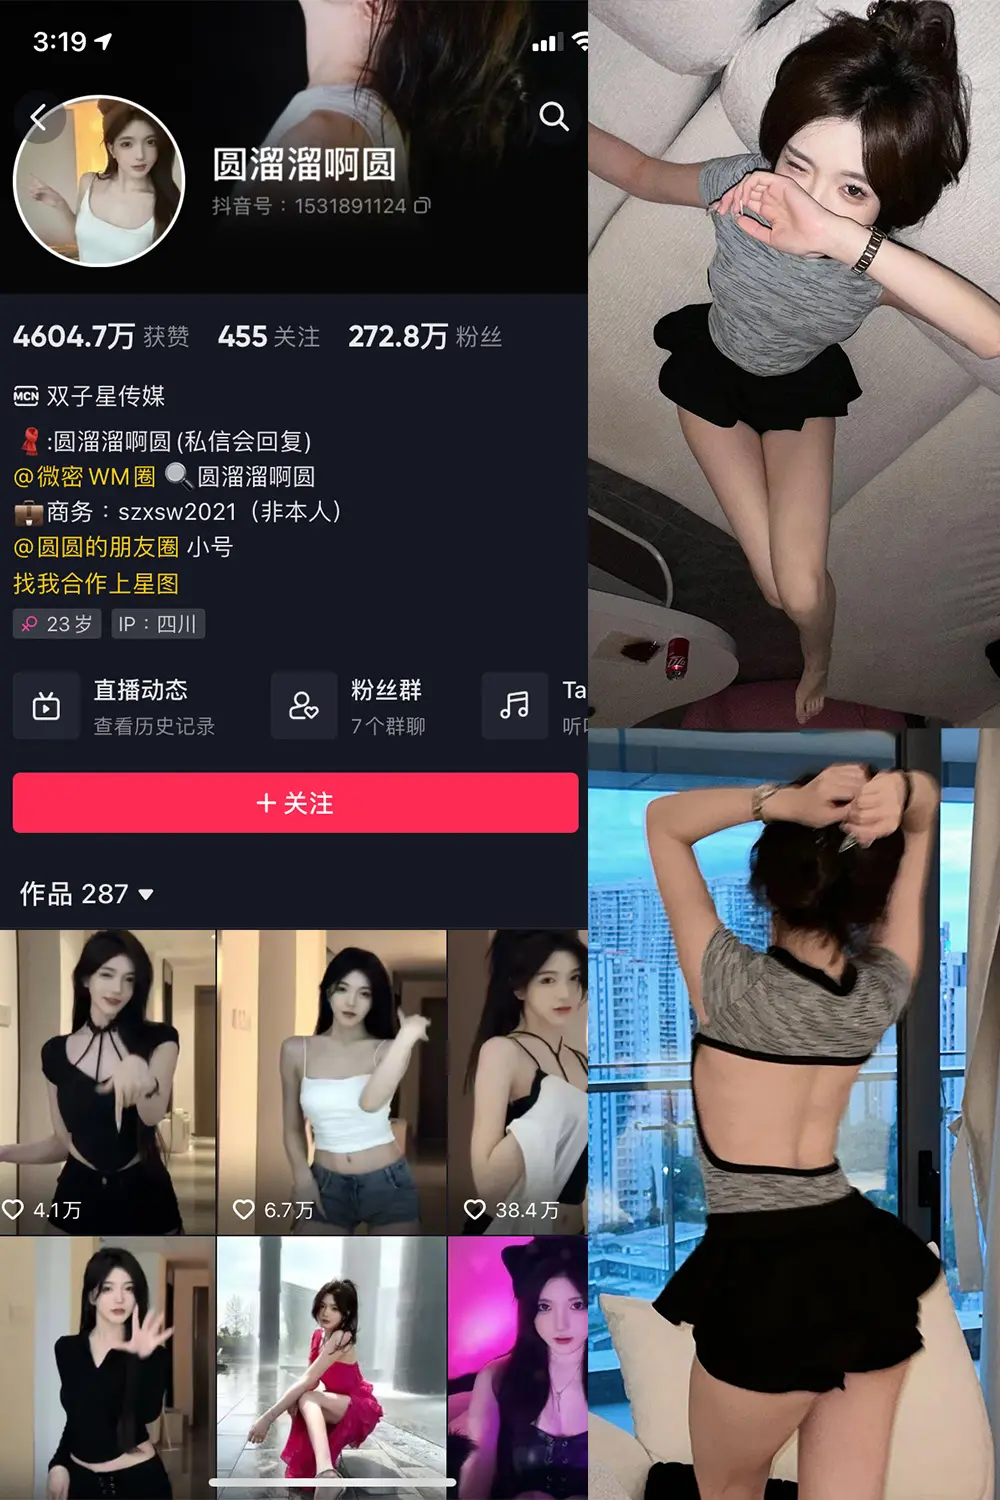 3:19
圆溜溜啊圆
抖音号：1531891124
4604.7万 获赞 455 关注 272.8万 粉丝
MCN 双子星传媒
:圆溜溜啊圆(私信会回复)
@微密WM圈 圆溜溜啊圆
商务：szxsw2021（非本人）
@圆圆的朋友圈 小号
找我合作上星图
23岁 IP：四川
直播动态 粉丝群 Ta
查看历史记录 7个群聊 听
+ 关注
作品 287
4.1万 6.7万 38.4万